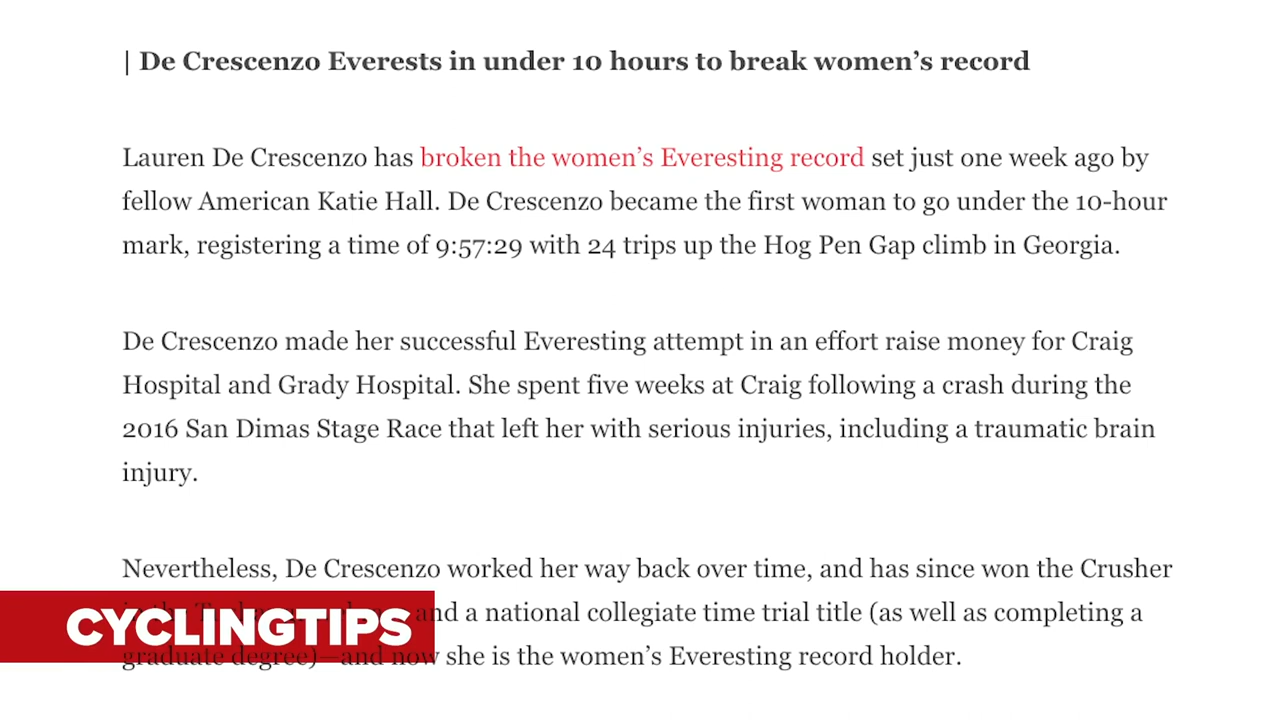 | De Crescenzo Everests in under 10 hours to break women’s record
Lauren De Crescenzo has broken the women’s Everesting record set just one week ago by
fellow American Katie Hall. De Crescenzo became the first woman to go under the 10-hour
mark, registering a time of 9:57:29 with 24 trips up the Hog Pen Gap climb in Georgia.
De Crescenzo made her successful Everesting attempt in an effort raise money for Craig
Hospital and Grady Hospital. She spent five weeks at Craig following a crash during the
2016 San Dimas Stage Race that left her with serious injuries, including a traumatic brain
injury.
Nevertheless, De Crescenzo worked her way back over time, and has since won the Crusher
and a national collegiate time trial title (as well as completing a
CYCLINGTIPS
graduate degree)—and now she is the women’s Everesting record holder.